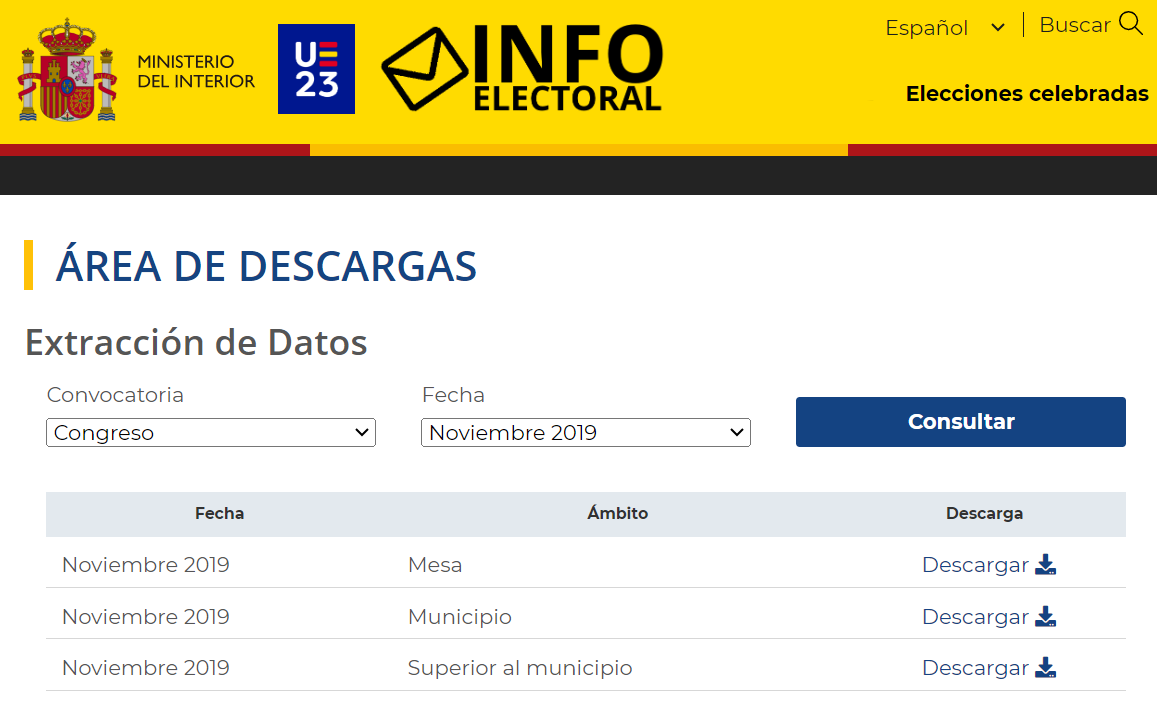 MINISTERIO
DEL INTERIOR
UE
23
INFO
ELECTORAL
Español
Buscar
Elecciones celebradas
ÁREA DE DESCARGAS
Extracción de Datos
Convocatoria Fecha
Congreso Noviembre 2019 Consultar
Fecha Ámbito Descarga
Noviembre 2019 Mesa Descargar
Noviembre 2019 Municipio Descargar
Noviembre 2019 Superior al municipio Descargar